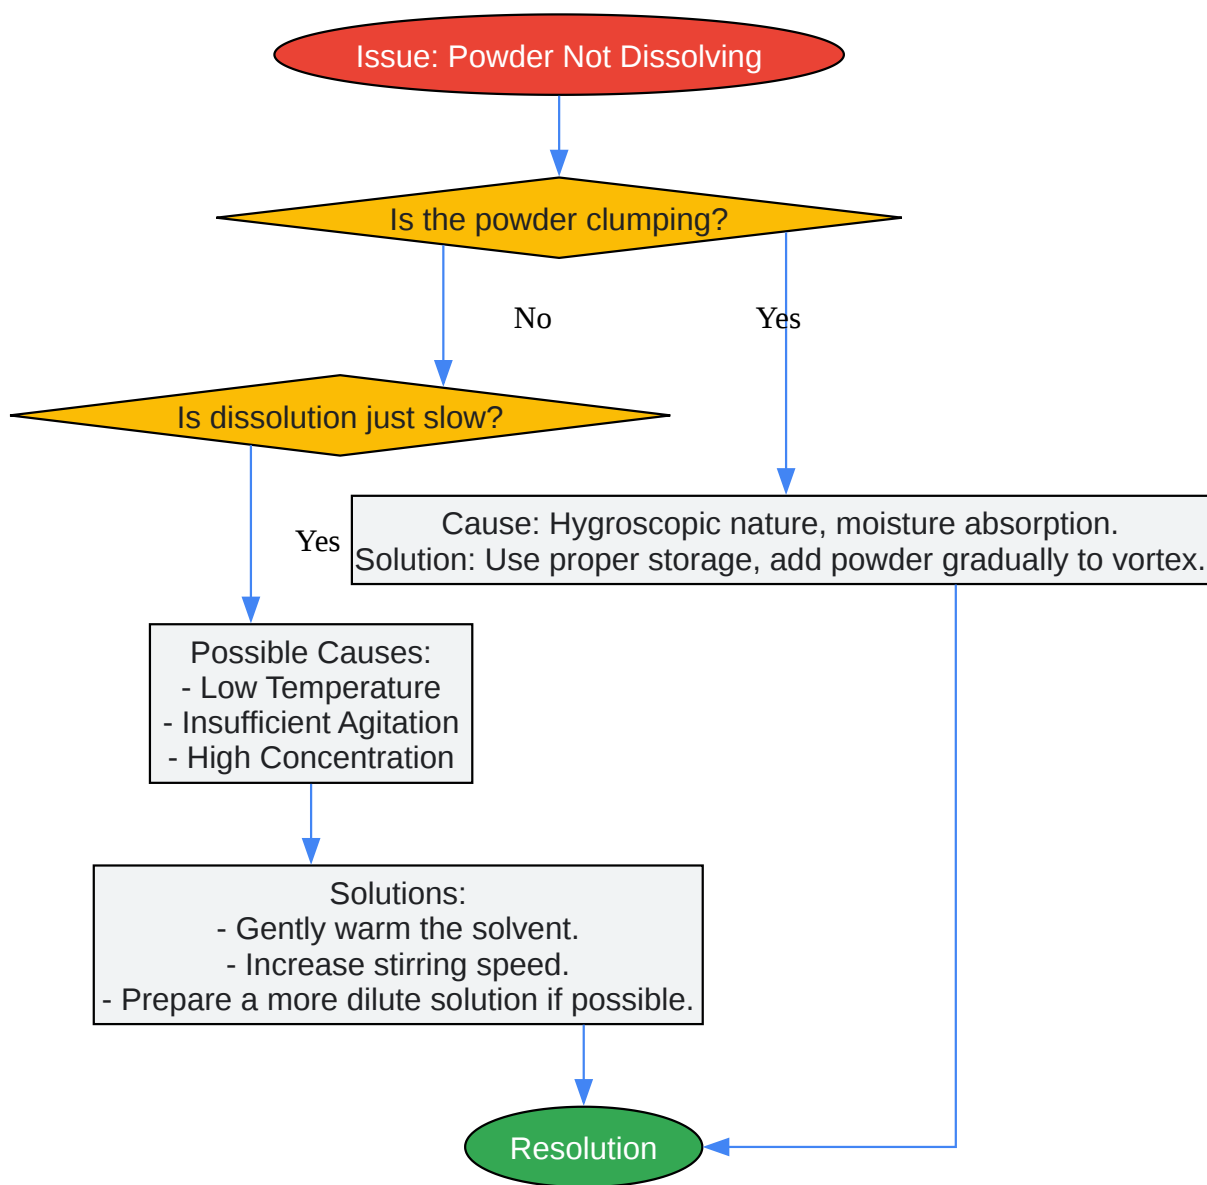 Issue: Powder Not Dissolving
Is the powder clumping?
No
Yes
Is dissolution just slow?
Cause: Hygroscopic nature, moisture absorption.
Solution: Use proper storage, add powder gradually to vortex.
Yes
Possible Causes:
- Low Temperature
- Insufficient Agitation
- High Concentration
Solutions:
- Gently warm the solvent.
- Increase stirring speed.
- Prepare a more dilute solution if possible.
Resolution